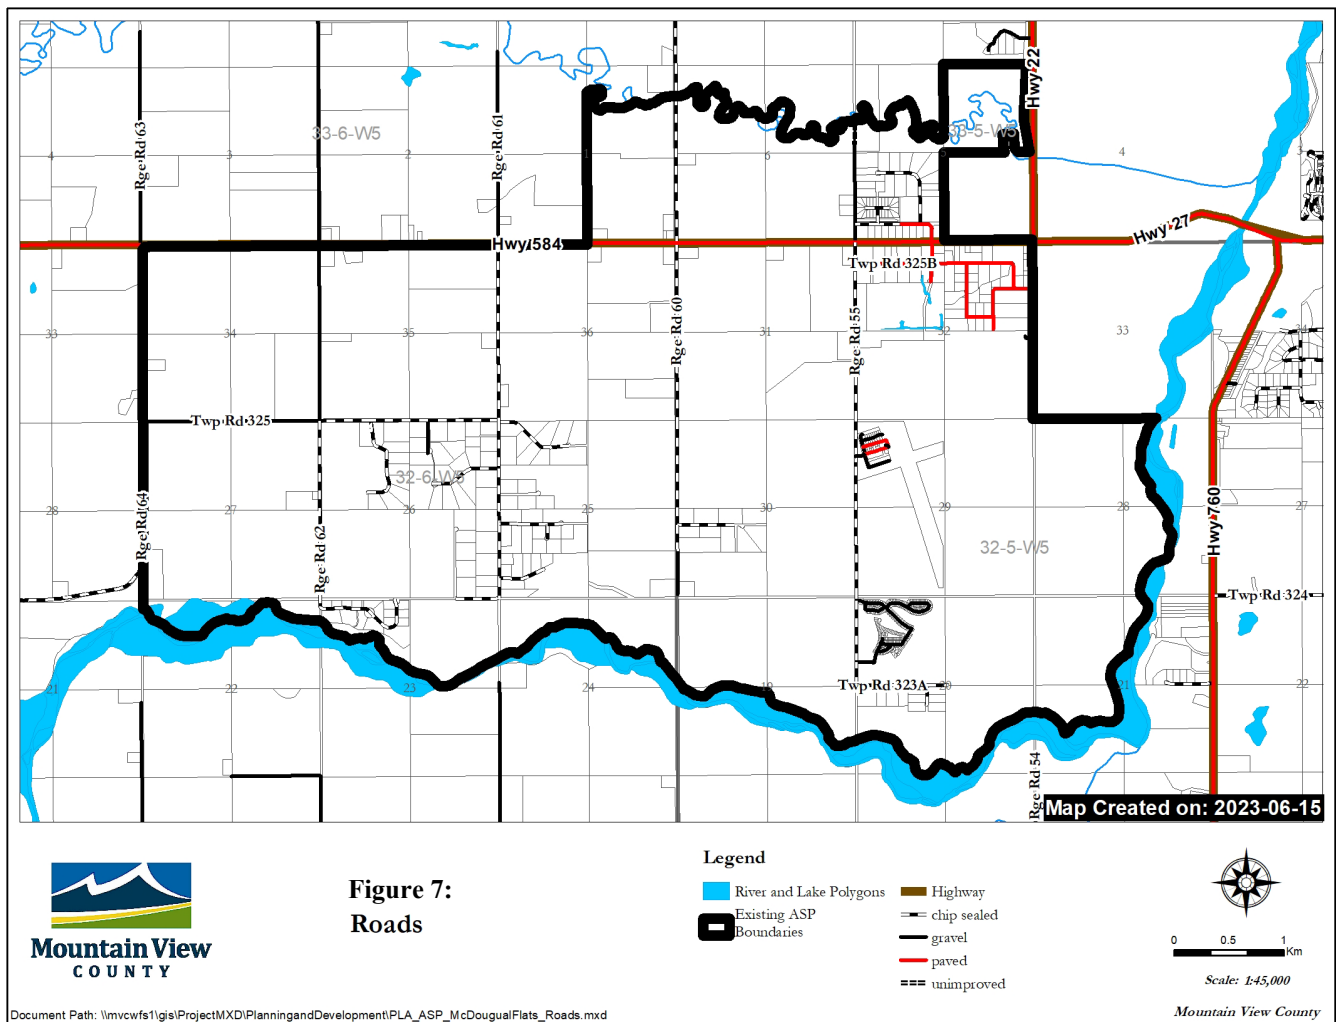 Hwy 22
33-6-W5
33-5-W5
Rge Rd 63
Rge Rd 61
4
3
2
1
6
5
4
3
Hwy 584
Hwy 27
Twp Rd 325B
33
34
35
36
31
32
33
34
Rge Rd 60
Rge Rd 55
Twp Rd 325
32-6-W5
28
27
26
25
30
29
28
27
Rge Rd 64
Rge Rd 62
32-5-W5
Hwy 760
Twp Rd 324
21
22
23
24
19
20
21
22
Twp Rd 323A
Rge Rd 54
Map Created on: 2023-06-15
Mountain View
COUNTY
Figure 7:
Roads
Legend
River and Lake Polygons
Existing ASP
Boundaries
Highway
chip sealed
gravel
paved
unimproved
0 0.5 1
Km
Scale: 1:45,000
Mountain View County
Document Path: \\mvcwfs1\gis\ProjectMXD\PlanningandDevelopment\PLA_ASP_McDougualFlats_Roads.mxd